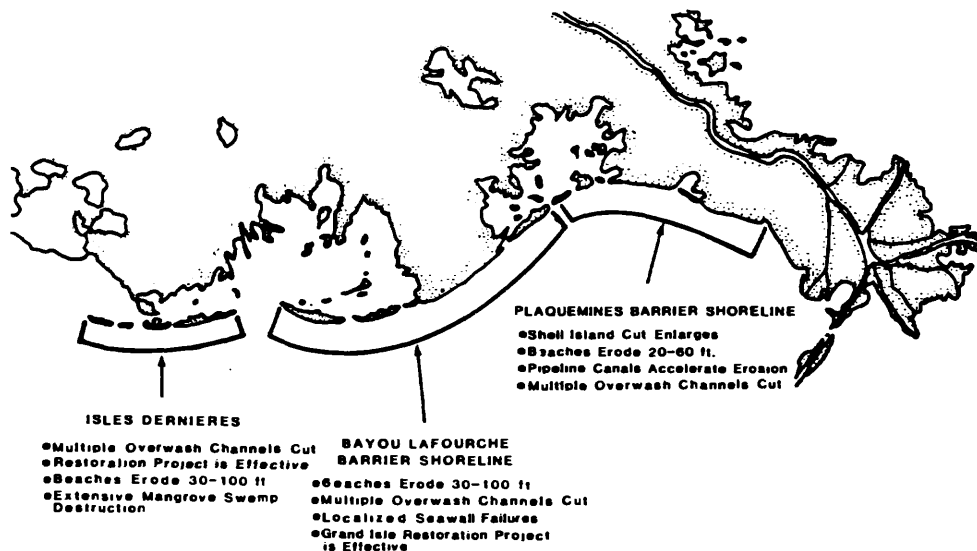 PLAQUEMINES BARRIER SHORELINE
●Shell Island Cut Enlarges
●Beaches Erode 20-60 ft.
●Pipeline Canals Accelerate Erosion
●Multiple Overwash Channels Cut
ISLES DERNIERES
●Multiple Overwash Channels Cut
●Restoration Project is Effective
●Beaches Erode 30-100 ft
●Extensive Mangrove Swemp
Destruction
BAYOU LAFOURCHE
BARRIER SHORELINE
●Beaches Erode 30-100 ft
●Multiple Overwash Channels Cut
●Localized Seawall Failures
●Grand Isle Restoration Project
is Effective